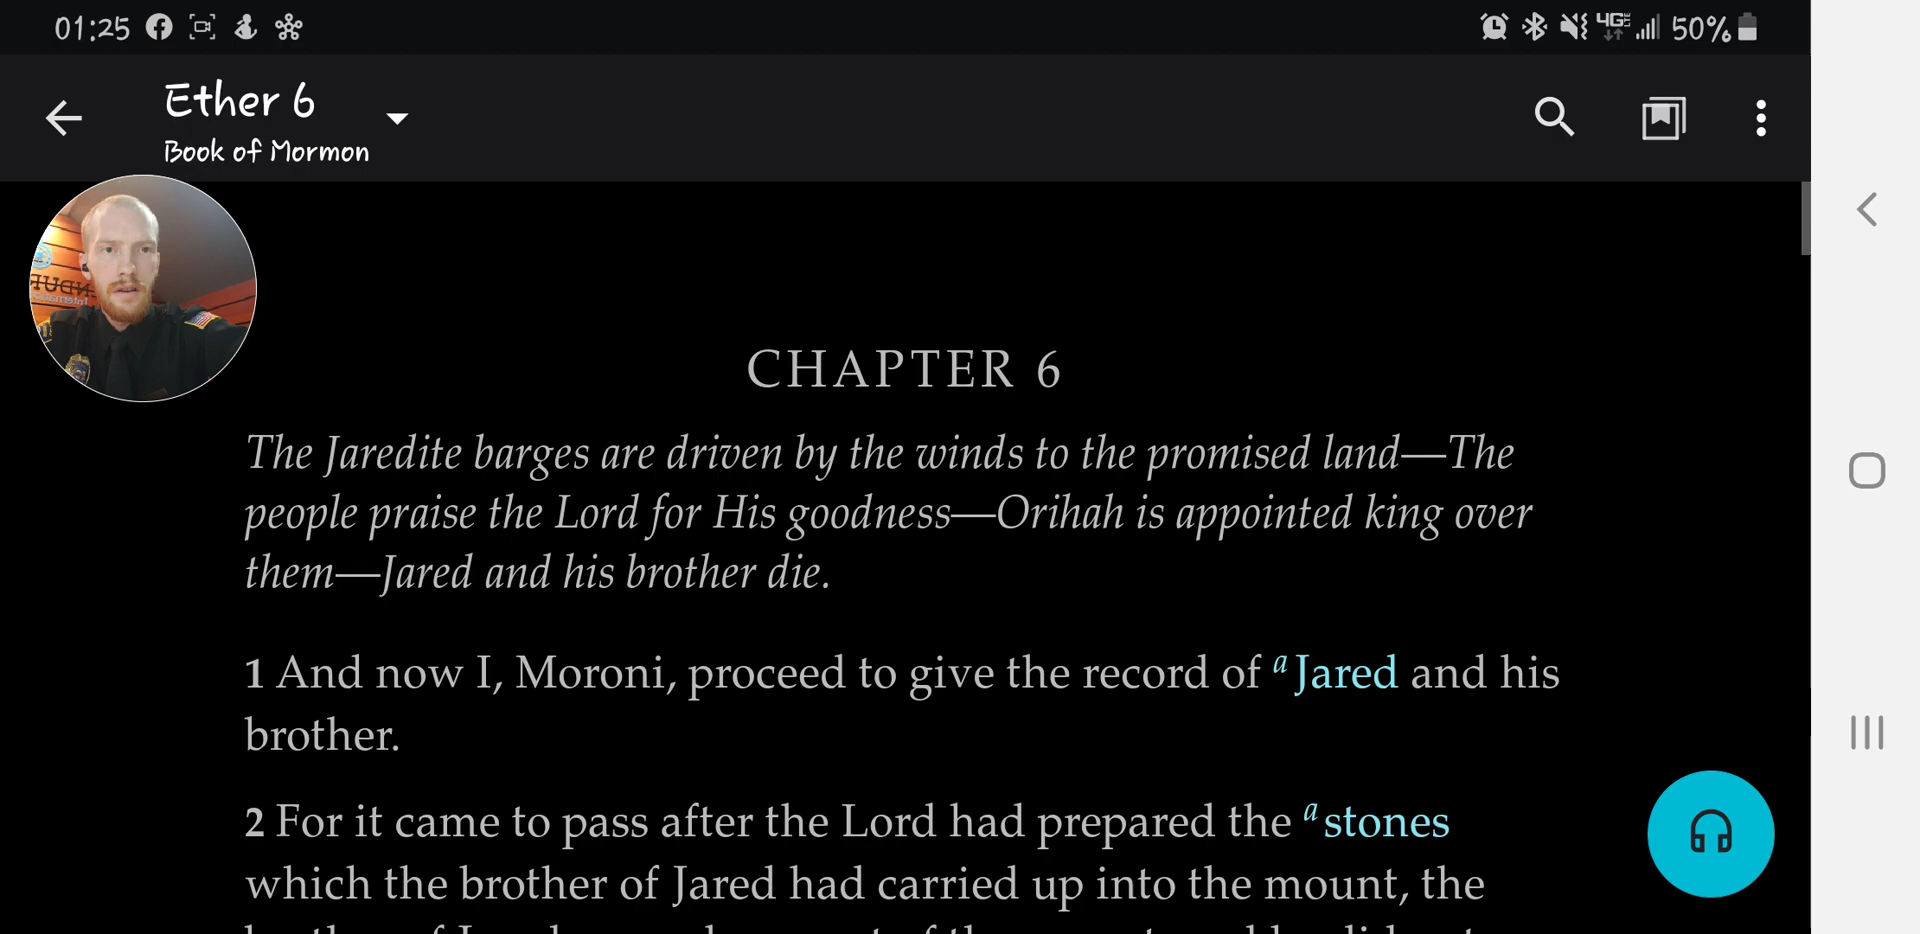 01:25
4G LTE 50%
Ether 6
Book of Mormon
CHAPTER 6
The Jaredite barges are driven by the winds to the promised land—The
people praise the Lord for His goodness—Orihah is appointed king over
them—Jared and his brother die.
1 And now I, Moroni, proceed to give the record of a Jared and his
brother.
2 For it came to pass after the Lord had prepared the a stones
which the brother of Jared had carried up into the mount, the